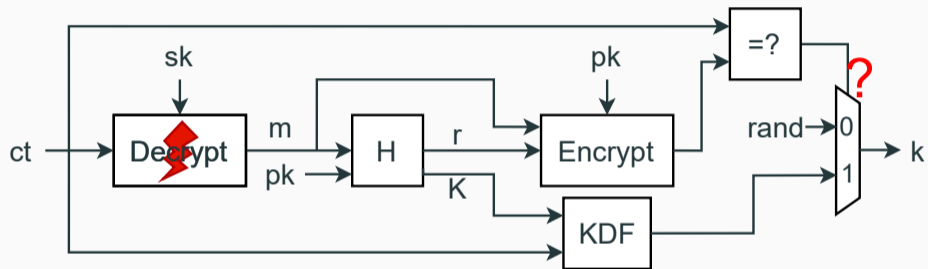 =?
sk
pk
?
ct
Decrypt
m
pk
H
r
K
Encrypt
rand
0
1
k
KDF